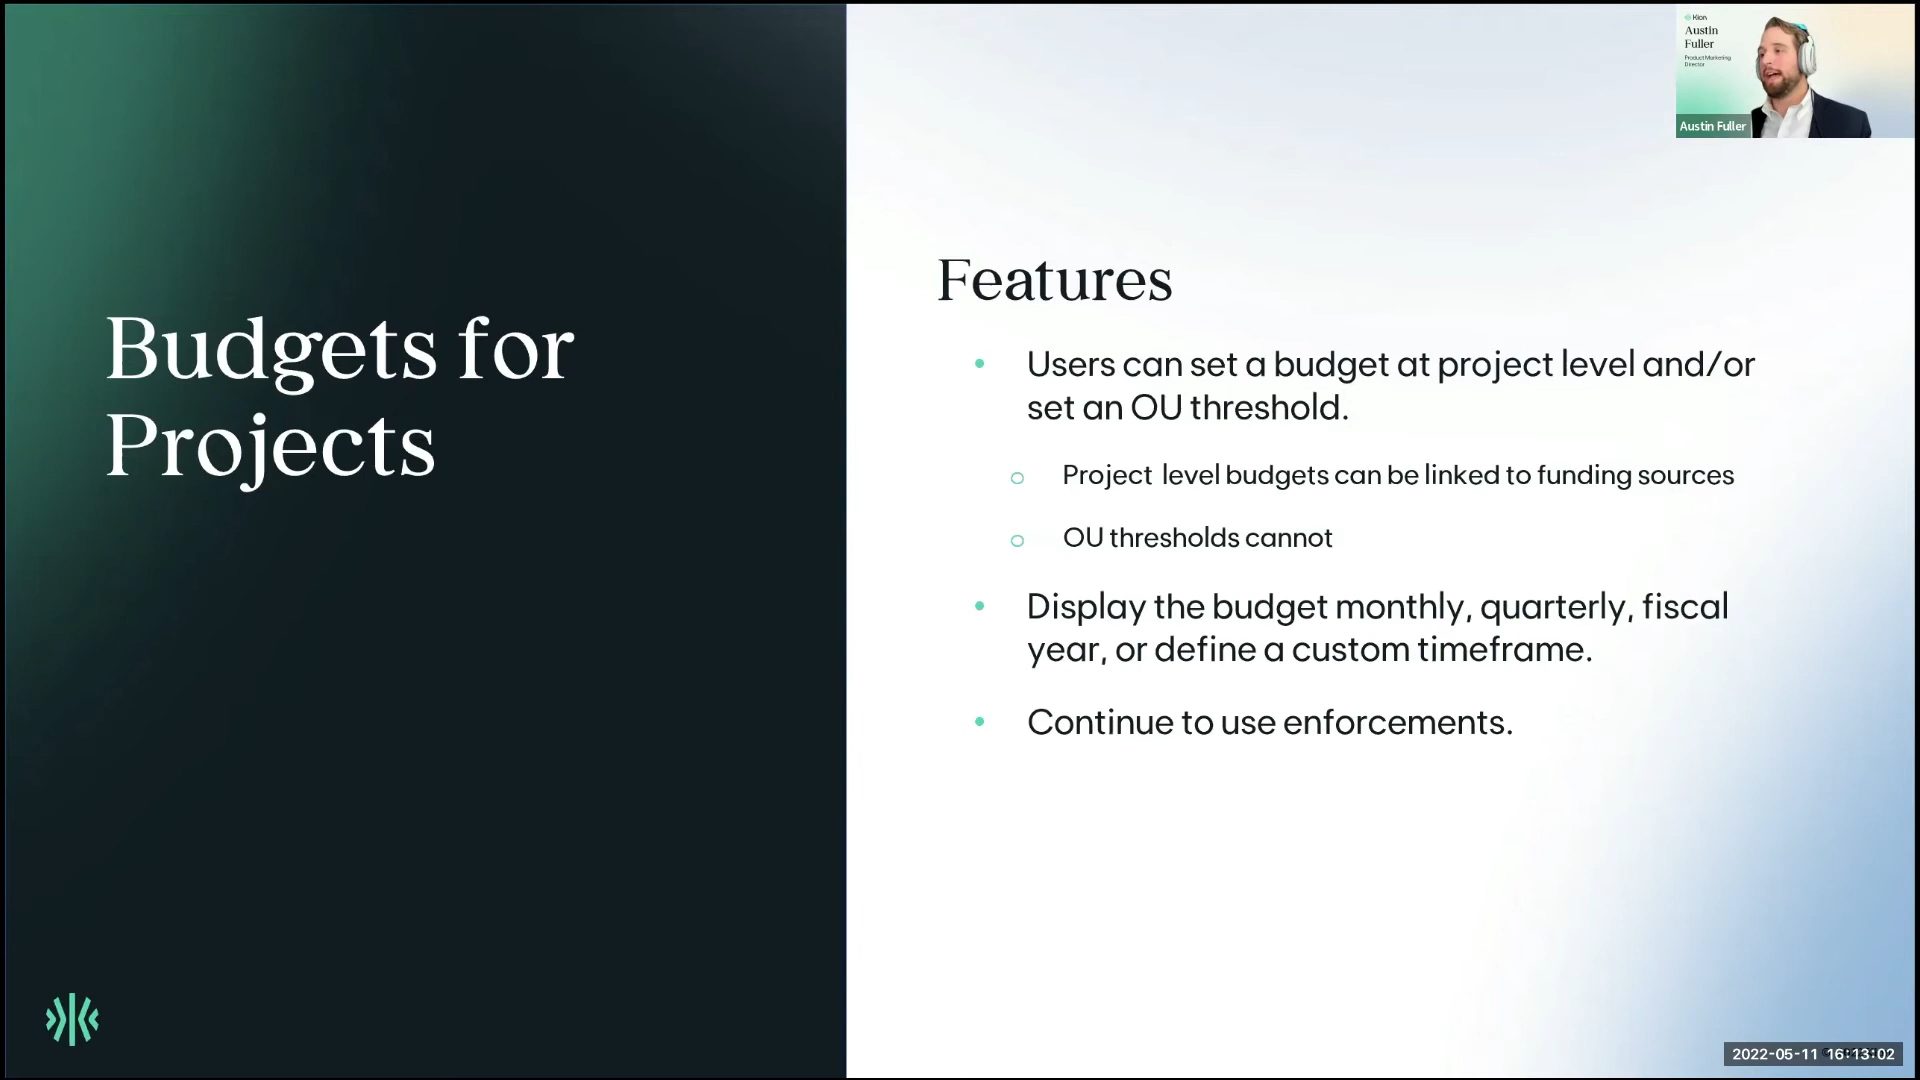 Budgets for
Projects
Features
• Users can set a budget at project level and/or
set an OU threshold.
o Project level budgets can be linked to funding sources
o OU thresholds cannot
• Display the budget monthly, quarterly, fiscal
year, or define a custom timeframe.
• Continue to use enforcements.
Kion
Austin
Fuller
Product Marketing
Director
Austin Fuller
2022-05-11 16:13:02